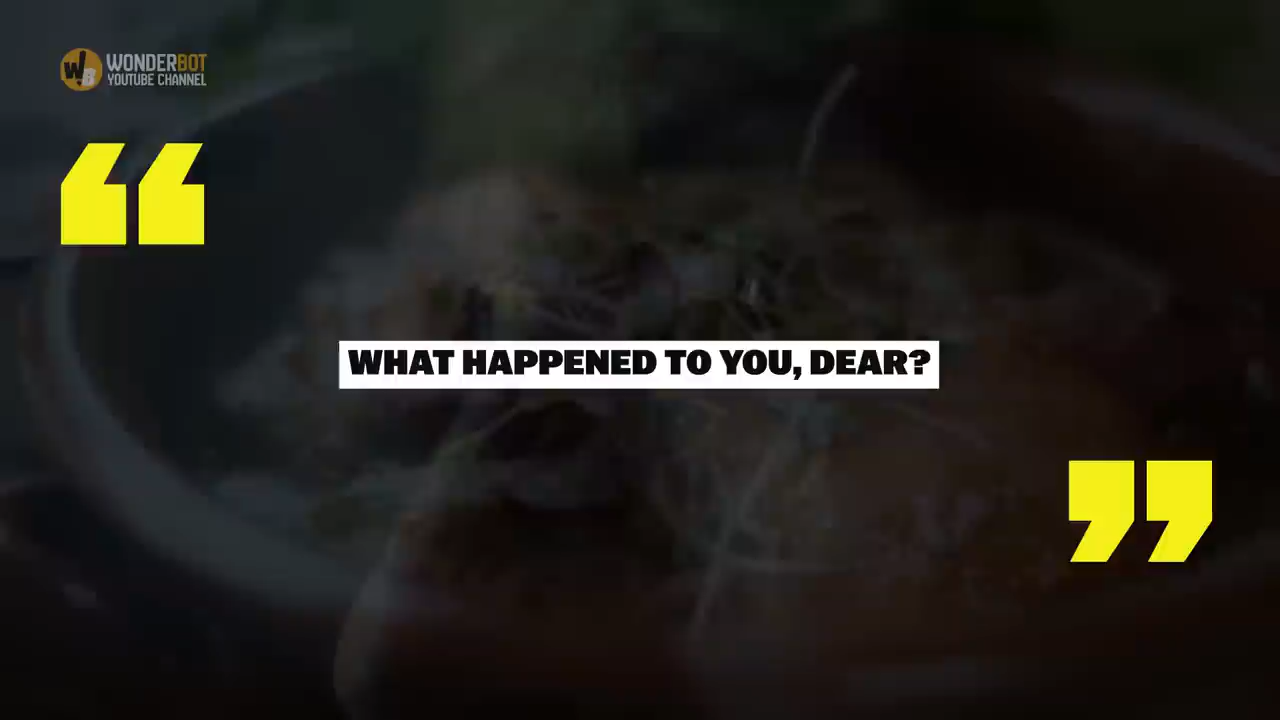 WONDERBOT
YOUTUBE CHANNEL
“
WHAT HAPPENED TO YOU, DEAR?
”